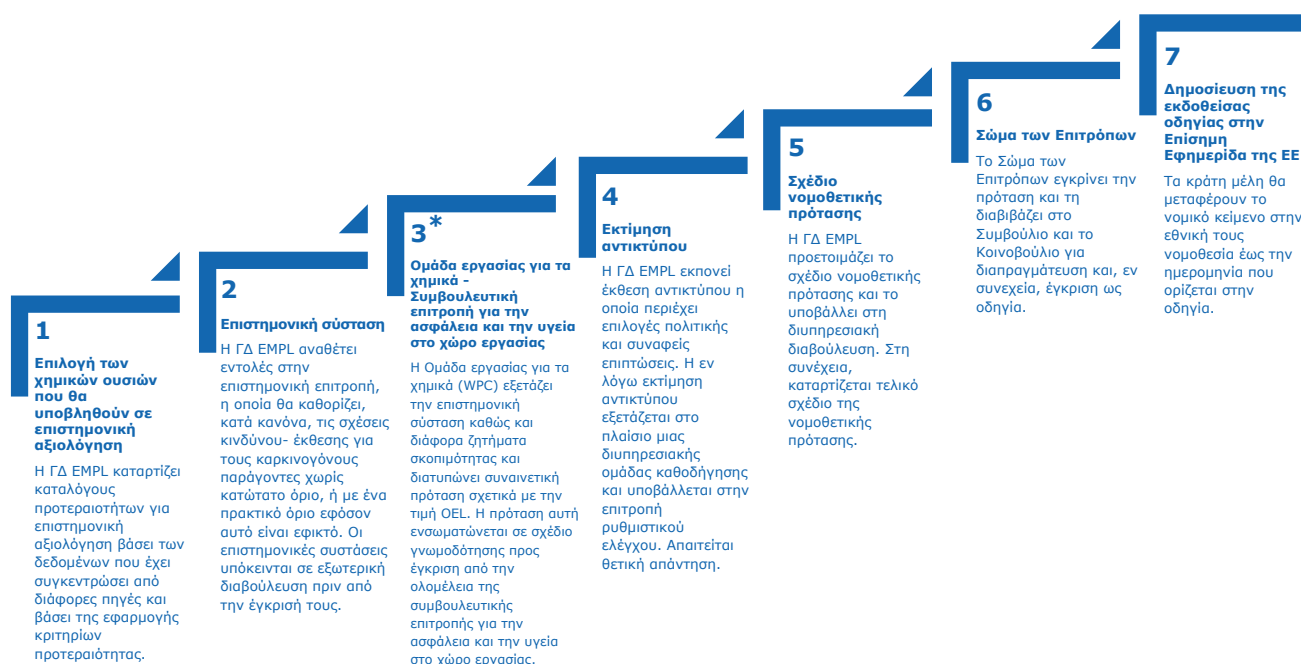 1
Επιλογή των
χημικών ουσιών
που θα
υποβληθούν σε
επιστημονική
αξιολόγηση
Η ΓΔ EMPL καταρτίζει
καταλόγους
προτεραιοτήτων για
επιστημονική
αξιολόγηση βάσει των
δεδομένων που έχει
συγκεντρώσει από
διάφορες πηγές και
βάσει της εφαρμογής
κριτηρίων
προτεραιότητας.
2
Επιστημονική σύσταση
Η ΓΔ EMPL αναθέτει
εντολές στην
επιστημονική επιτροπή,
η οποία θα καθορίζει,
κατά κανόνα, τις σχέσεις
κινδύνου- έκθεσης για
τους καρκινογόνους
παράγοντες χωρίς
κατώτατο όριο, ή με ένα
πρακτικό όριο εφόσον
αυτό είναι εφικτό. Οι
επιστημονικές συστάσεις
υπόκεινται σε εξωτερική
διαβούλευση πριν από
την έγκρισή τους.
3*
Ομάδα εργασίας για τα
χημικά -
Συμβουλευτική
επιτροπή για την
ασφάλεια και την υγεία
στο χώρο εργασίας
Η Ομάδα εργασίας για τα
χημικά (WPC) εξετάζει
την επιστημονική
σύσταση καθώς και
διάφορα ζητήματα
σκοπιμότητας και
διατυπώνει συναινετική
πρόταση σχετικά με την
τιμή OEL. Η πρόταση αυτή
ενσωματώνεται σε σχέδιο
γνωμοδότησης προς
έγκριση από την
ολομέλεια της
συμβουλευτικής
επιτροπής για την
ασφάλεια και την υγεία
στο χώρο εργασίας.
4
Εκτίμηση
αντικτύπου
Η ΓΔ EMPL εκπονεί
έκθεση αντικτύπου η
οποία περιέχει
επιλογές πολιτικής
και συναφείς
επιπτώσεις. Η εν
λόγω εκτίμηση
αντικτύπου
εξετάζεται στο
πλαίσιο μιας
διυπηρεσιακής
ομάδας καθοδήγησης
και υποβάλλεται στην
επιτροπή
ρυθμιστικού
ελέγχου. Απαιτείται
θετική απάντηση.
5
Σχέδιο
νομοθετικής
πρότασης
Η ΓΔ EMPL
προετοιμάζει το
σχέδιο νομοθετικής
πρότασης και το
υποβάλλει στη
διυπηρεσιακή
διαβούλευση. Στη
συνέχεια,
καταρτίζεται τελικό
σχέδιο της
νομοθετικής
πρότασης.
6
Σώμα των Επιτρόπων
Το Σώμα των
Επιτρόπων εγκρίνει την
πρόταση και τη
διαβιβάζει στο
Συμβούλιο και το
Κοινοβούλιο για
διαπραγμάτευση και, εν
συνεχεία, έγκριση ως
οδηγία.
7
Δημοσίευση της
εκδοθείσας
οδηγίας στην
Επίσημη
Εφημερίδα της ΕΕ
Τα κράτη μέλη θα
μεταφέρουν το
νομικό κείμενο στην
εθνική τους
νομοθεσία έως την
ημερομηνία που
ορίζεται στην
οδηγία.